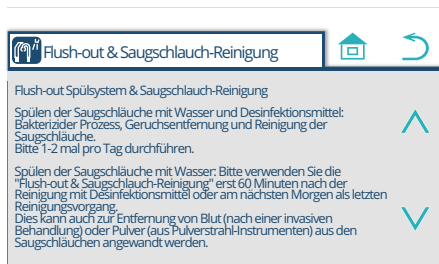 Flush-out & Saugschlauch-Reinigung
Flush-out Spülsystem & Saugschlauch-Reinigung
Spülen der Saugschläuche mit Wasser und Desinfektionsmittel:
Bakterizider Prozess, Geruchsentfernung und Reinigung der
Saugschläuche.
Bitte 1-2 mal pro Tag durchführen.
Spülen der Saugschläuche mit Wasser: Bitte verwenden Sie die
"Flush-out & Saugschlauch-Reinigung" erst 60 Minuten nach der
Reinigung mit Desinfektionsmittel oder am nächsten Morgen als letzten
Reinigungsvorgang.
Dies kann auch zur Entfernung von Blut (nach einer invasiven
Behandlung) oder Pulver (aus Pulverstrahl-Instrumenten) aus den
Saugschläuchen angewandt werden.